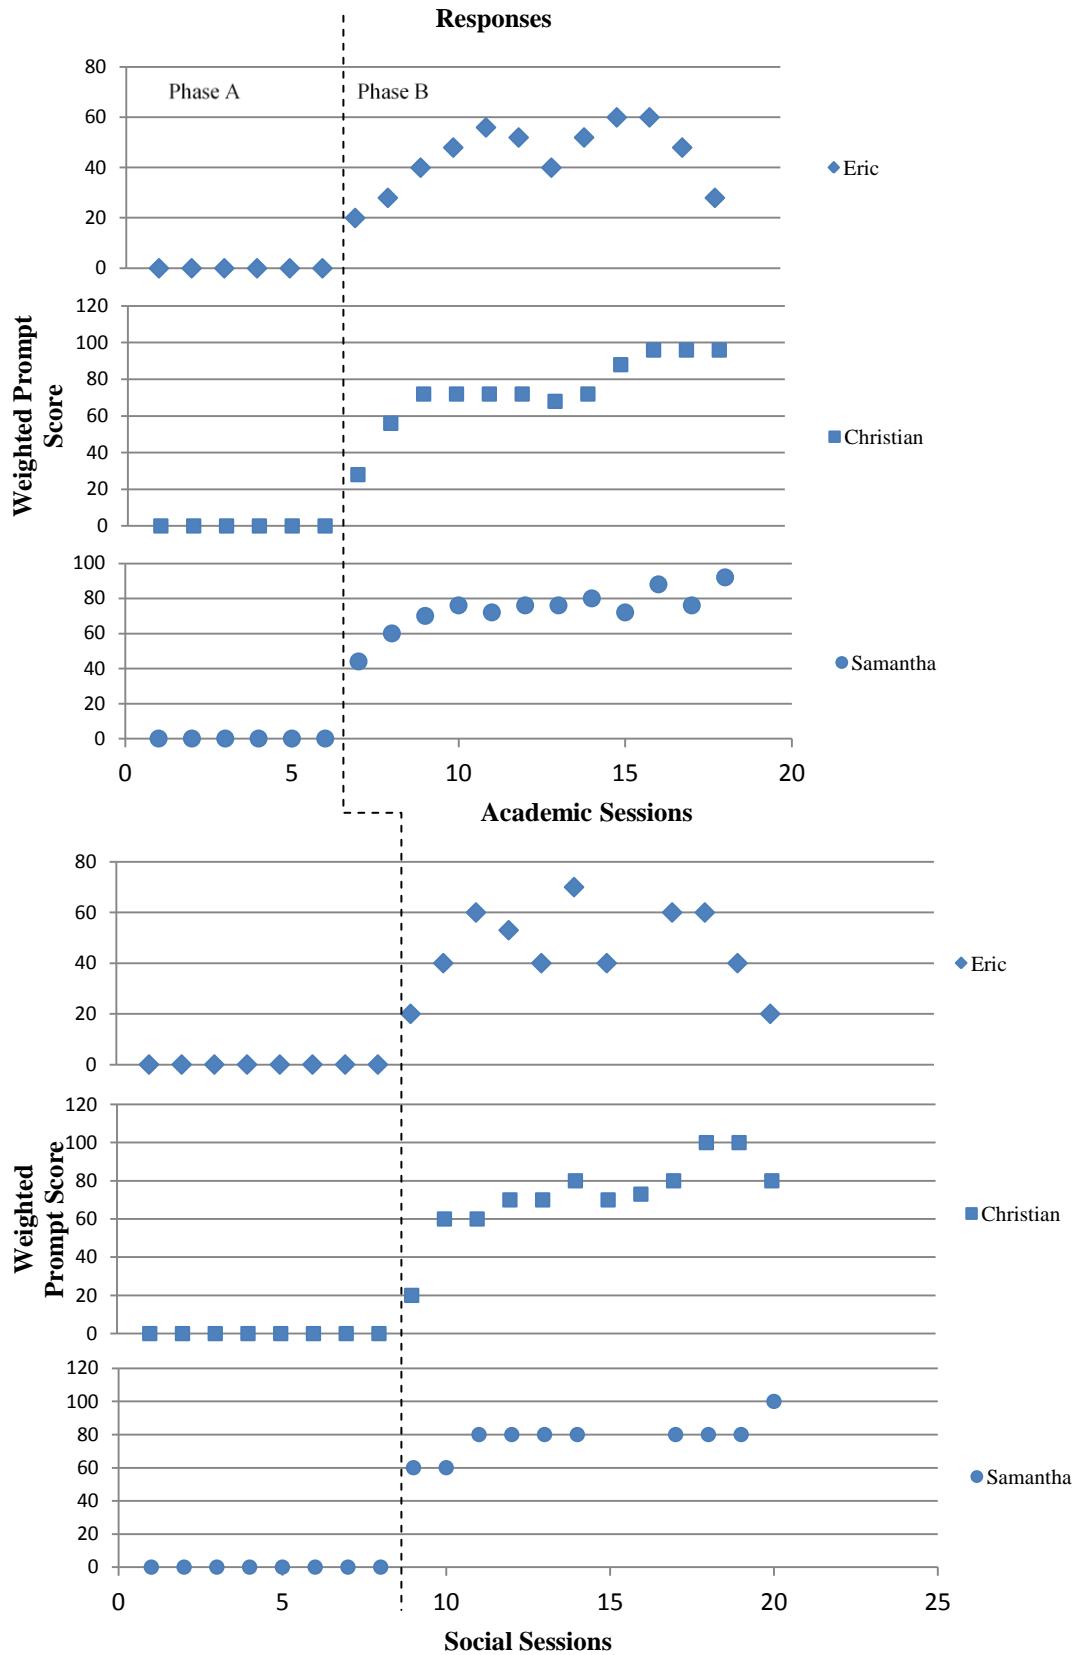 Responses
80
Phase A
Phase B
60
40
20
0
Eric
Weighted Prompt
Score
120
100
80
60
40
20
0
Christian
100
80
60
40
20
0
Samantha
0 5 10 15 20
Academic Sessions
80
60
40
20
0
Eric
Weighted
Prompt Score
120
100
80
60
40
20
0
Christian
120
100
80
60
40
20
0
Samantha
0 5 10 15 20 25
Social Sessions